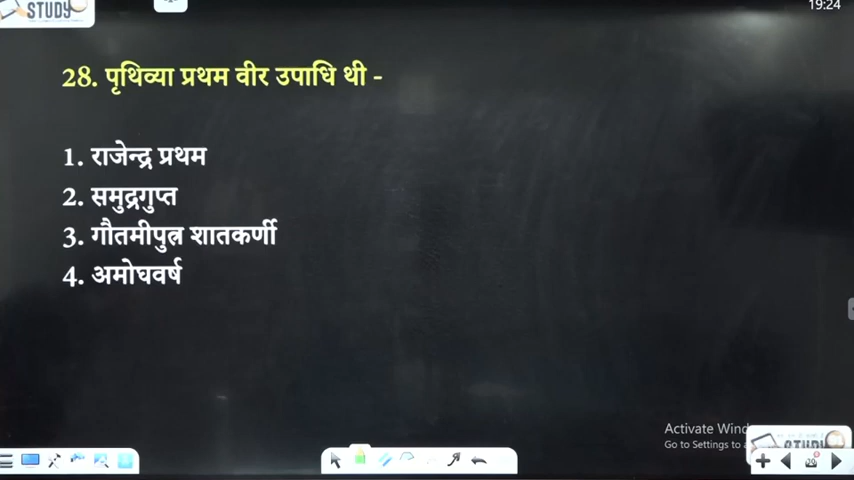 STUDY
19:24
28. पृथिव्या प्रथम वीर उपाधि थी -
1. राजेन्द्र प्रथम
2. समुद्रगुप्त
3. गौतमीपुत्र शातकर्णी
4. अमोघवर्ष
Activate Wind
Go to Settings to a
STUDY